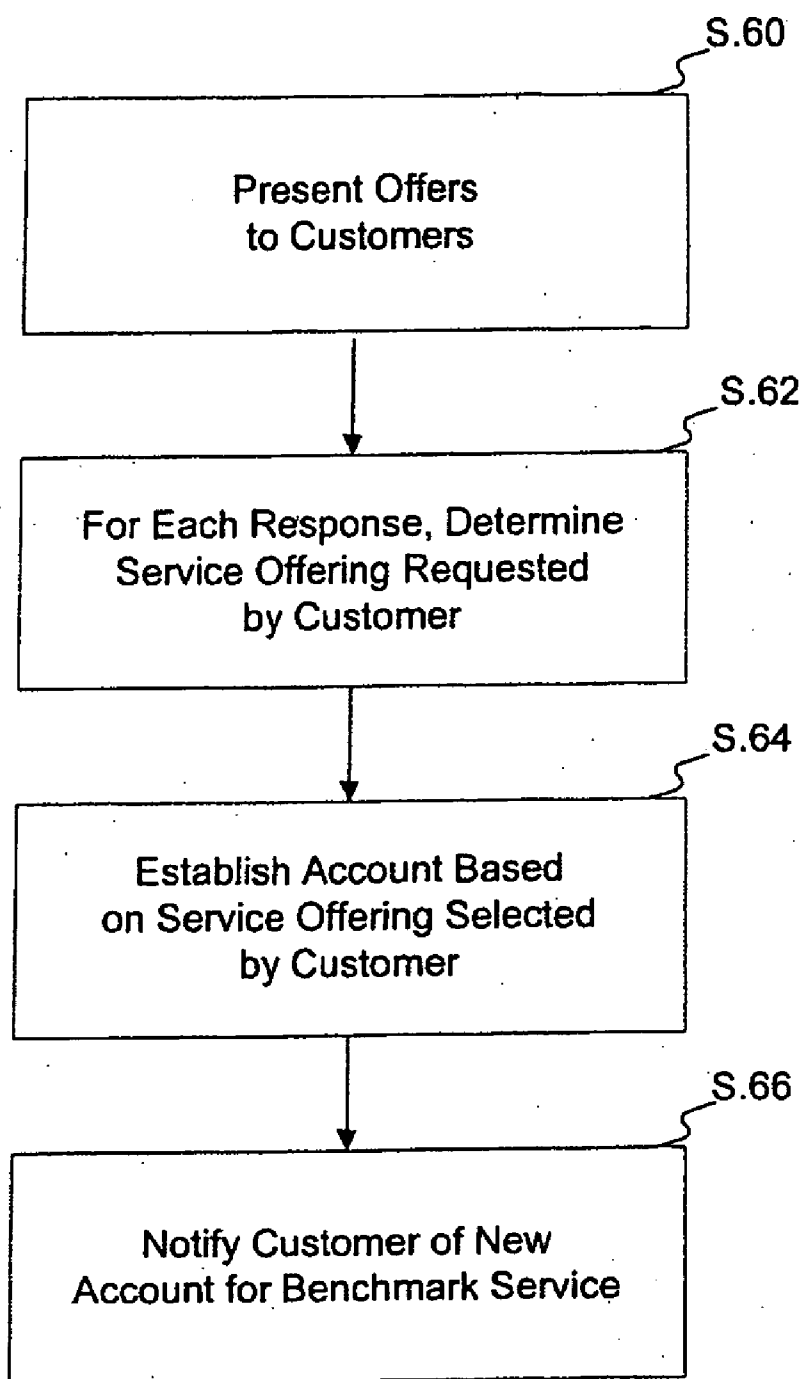 S.60
Present Offers
to Customers
S.62
For Each Response, Determine
Service Offering Requested
by Customer
S.64
Establish Account Based
on Service Offering Selected
by Customer
S.66
Notify Customer of New
Account for Benchmark Service